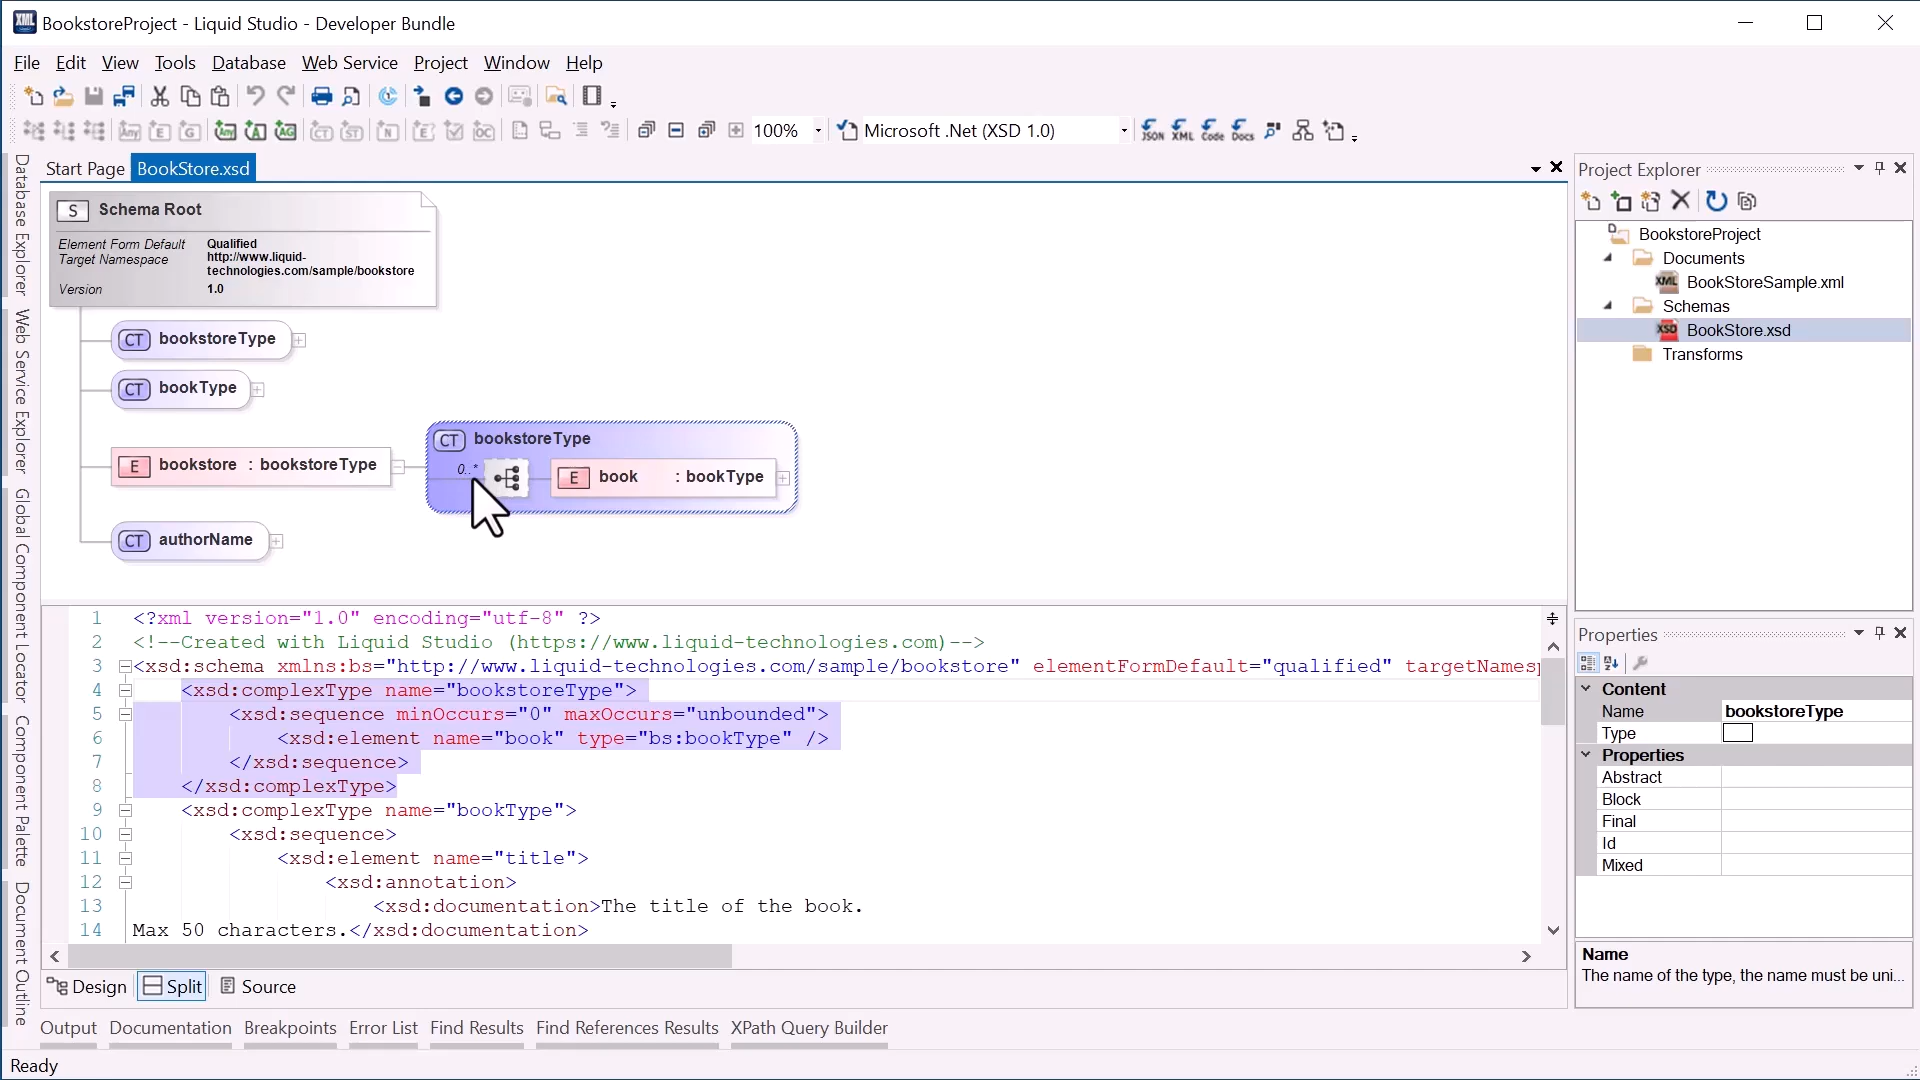 BookstoreProject - Liquid Studio - Developer Bundle
File Edit View Tools Database Web Service Project Window Help
100% Microsoft .Net (XSD 1.0)
Start Page BookStore.xsd
Database Explorer
Web Service Explorer
Global Component Locator
Component Palette
Document Outline
S Schema Root
Element Form Default Qualified
Target Namespace http://www.liquid-
technologies.com/sample/bookstore
Version 1.0
CT bookstoreType
CT bookType
E bookstore : bookstoreType
CT bookstoreType
0..*
E book : bookType
CT authorName
1 <?xml version="1.0" encoding="utf-8" ?>
2 <!--Created with Liquid Studio (https://www.liquid-technologies.com)-->
3 <xsd:schema xmlns:bs="http://www.liquid-technologies.com/sample/bookstore" elementFormDefault="qualified" targetNamesp
4 <xsd:complexType name="bookstoreType">
5 <xsd:sequence minOccurs="0" maxOccurs="unbounded">
6 <xsd:element name="book" type="bs:bookType" />
7 </xsd:sequence>
8 </xsd:complexType>
9 <xsd:complexType name="bookType">
10 <xsd:sequence>
11 <xsd:element name="title">
12 <xsd:annotation>
13 <xsd:documentation>The title of the book.
14 Max 50 characters.</xsd:documentation>
Design Split Source
Output Documentation Breakpoints Error List Find Results Find References Results XPath Query Builder
Ready
Project Explorer
BookstoreProject
Documents
BookStoreSample.xml
Schemas
BookStore.xsd
Transforms
Properties
Content
Name bookstoreType
Type
Properties
Abstract
Block
Final
Id
Mixed
Name
The name of the type, the name must be uni...